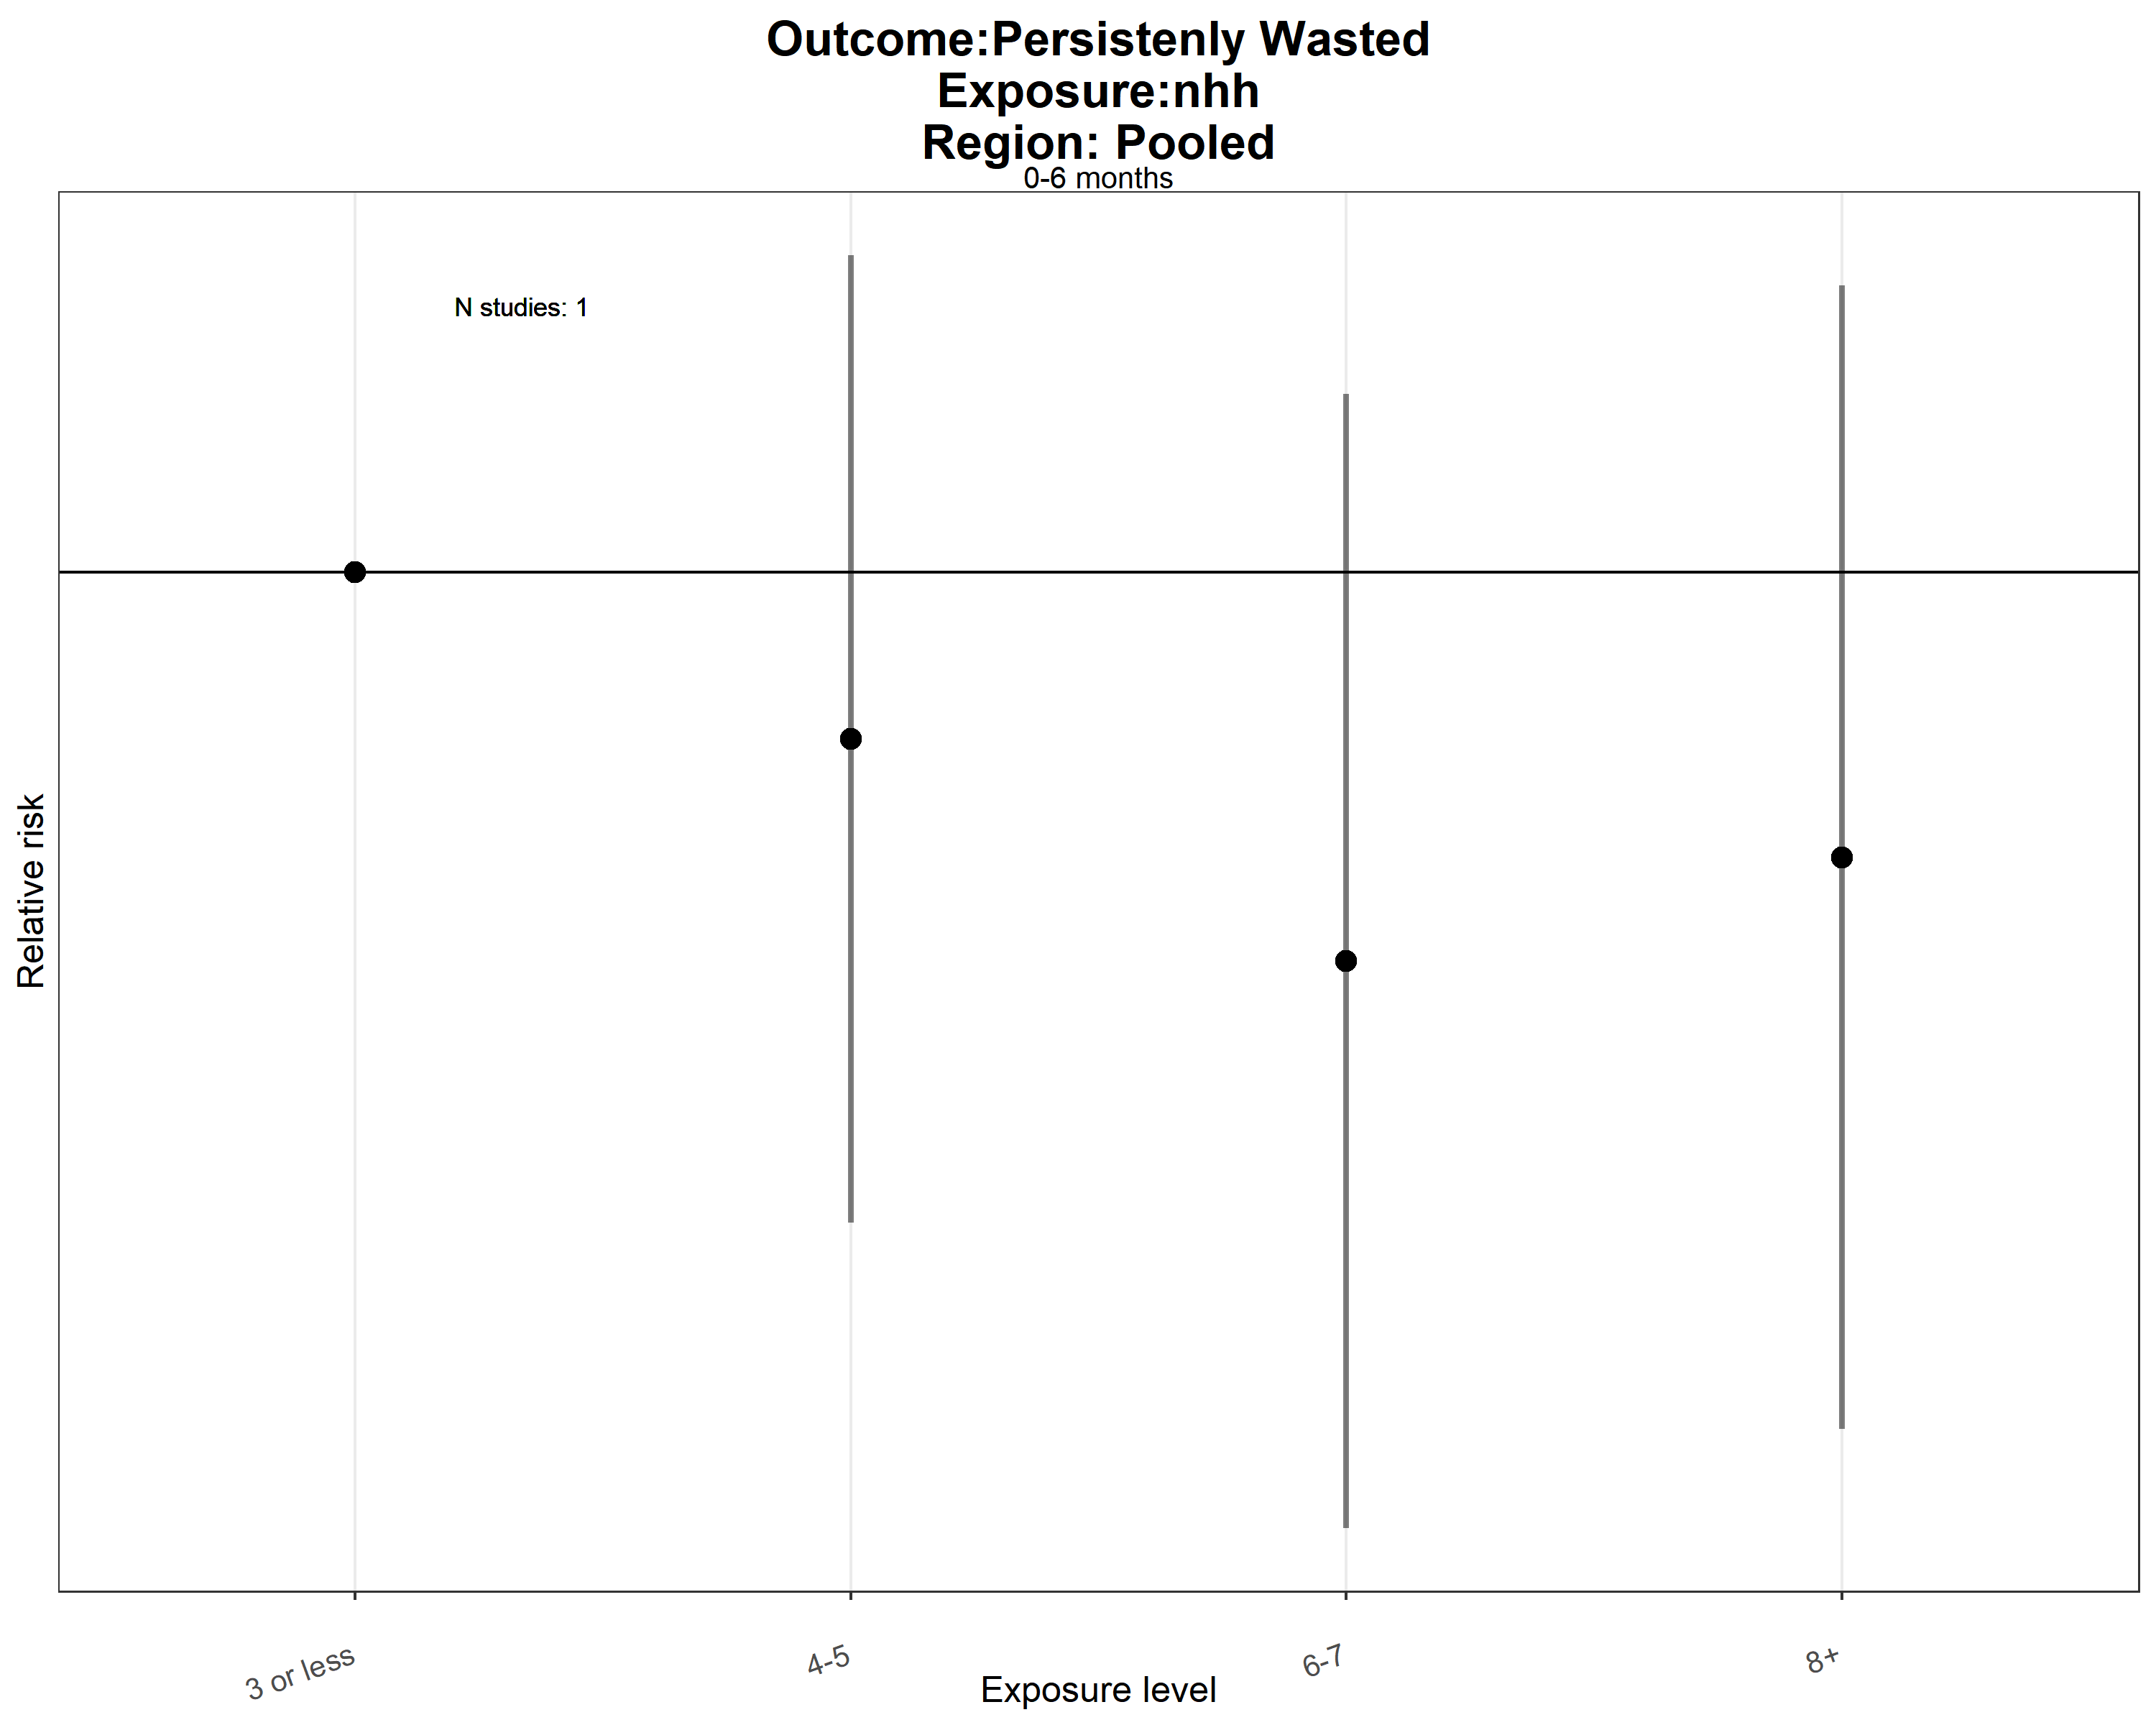 Outcome:Persistenly Wasted
Exposure:nhh
Region: Pooled
0-6 months
N studies: 1
Relative risk
3 or less
4-5
6-7
8+
Exposure level